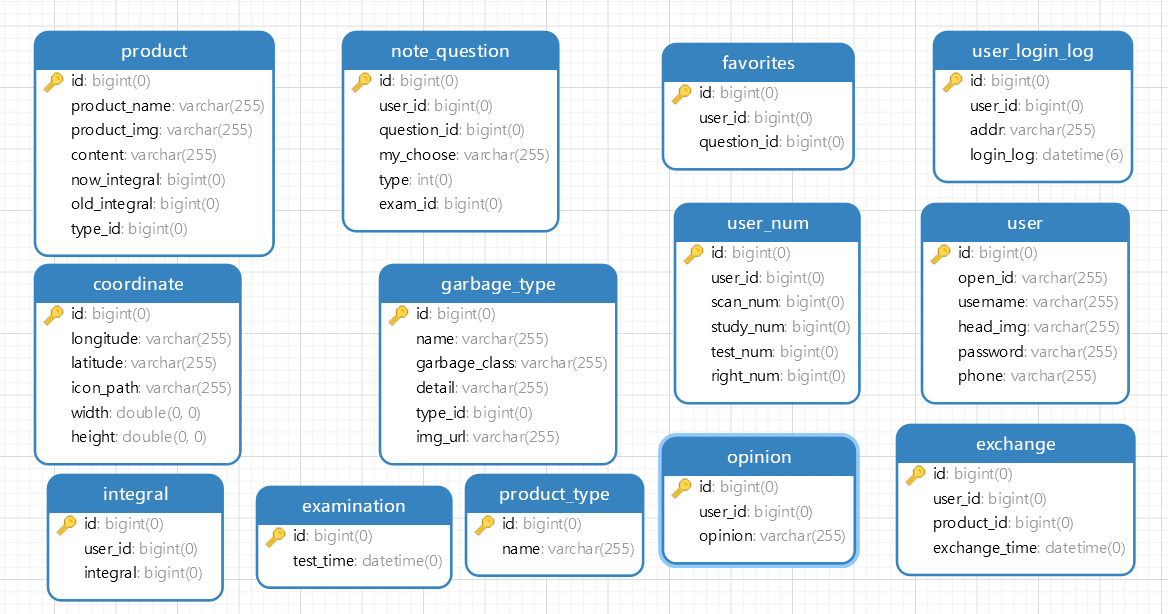 product
id: bigint(0)
product_name: varchar(255)
product_img: varchar(255)
content: varchar(255)
now_integral: bigint(0)
old_integral: bigint(0)
type_id: bigint(0)
note_question
id: bigint(0)
user_id: bigint(0)
question_id: bigint(0)
my_choose: varchar(255)
type: int(0)
exam_id: bigint(0)
favorites
id: bigint(0)
user_id: bigint(0)
question_id: bigint(0)
user_login_log
id: bigint(0)
user_id: bigint(0)
addr: varchar(255)
login_log: datetime(6)
user_num
id: bigint(0)
user_id: bigint(0)
scan_num: bigint(0)
study_num: bigint(0)
test_num: bigint(0)
right_num: bigint(0)
user
id: bigint(0)
open_id: varchar(255)
username: varchar(255)
head_img: varchar(255)
password: varchar(255)
phone: varchar(255)
coordinate
id: bigint(0)
longitude: varchar(255)
latitude: varchar(255)
icon_path: varchar(255)
width: double(0, 0)
height: double(0, 0)
garbage_type
id: bigint(0)
name: varchar(255)
garbage_class: varchar(255)
detail: varchar(255)
type_id: bigint(0)
img_url: varchar(255)
integral
id: bigint(0)
user_id: bigint(0)
integral: bigint(0)
examination
id: bigint(0)
test_time: datetime(0)
product_type
id: bigint(0)
name: varchar(255)
opinion
id: bigint(0)
user_id: bigint(0)
opinion: varchar(255)
exchange
id: bigint(0)
user_id: bigint(0)
product_id: bigint(0)
exchange_time: datetime(0)